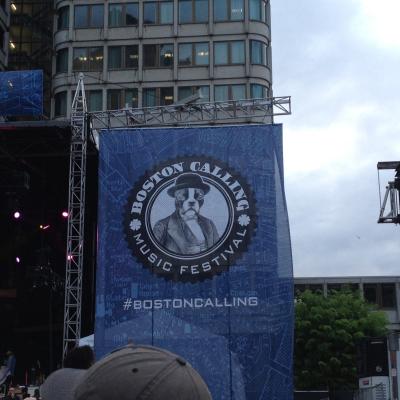 BOSTON CALLING
MUSIC FESTIVAL
#BOSTONCALLING